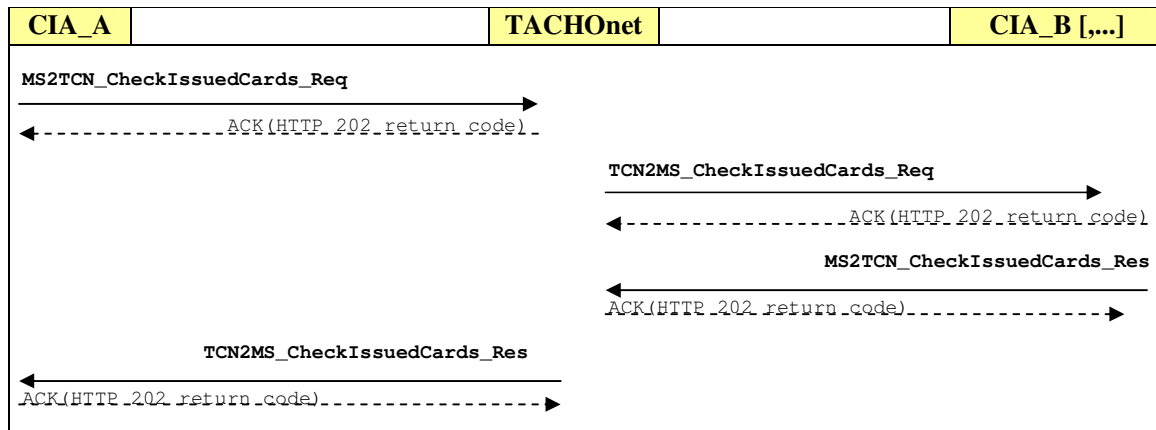 CIA_A TACHOnet CIA_B [,...]
MS2TCN_CheckIssuedCards_Req
ACK(HTTP 202 return code)
TCN2MS_CheckIssuedCards_Req
ACK(HTTP 202 return code)
MS2TCN_CheckIssuedCards_Res
ACK(HTTP 202 return code)
TCN2MS_CheckIssuedCards_Res
ACK(HTTP 202 return code)